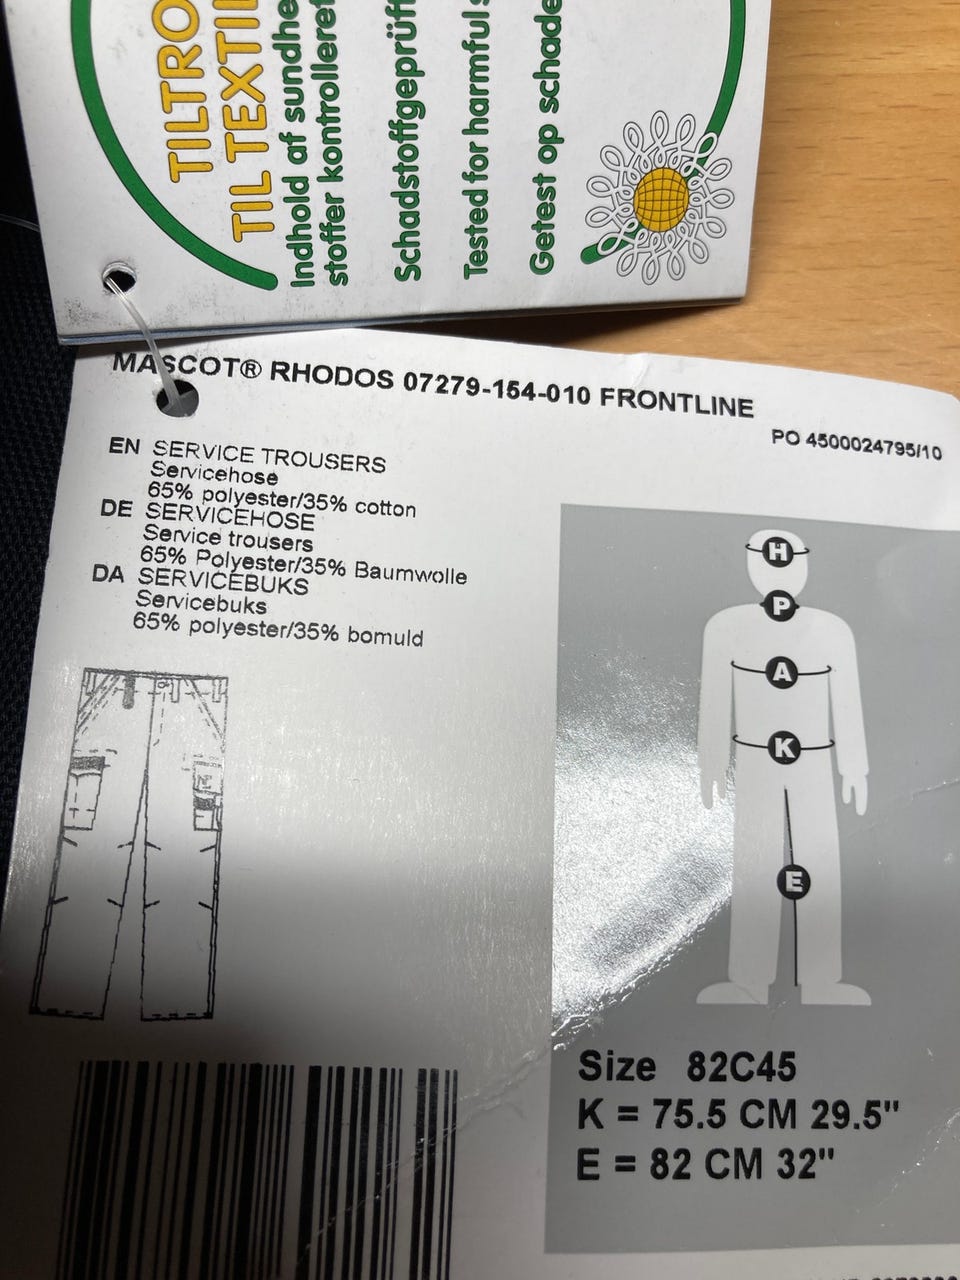 TILTRO
TIL TEXTIL
Indhold af sundhe
stoffer kontrolleret
Schadstoffgeprüf
Tested for harmful s
Getest op schade
MASCOT® RHODOS 07279-154-010 FRONTLINE
PO 4500024795/10
EN SERVICE TROUSERS
Servicehose
65% polyester/35% cotton
DE SERVICEHOSE
Service trousers
65% Polyester/35% Baumwolle
DA SERVICEBUKS
Servicebuks
65% polyester/35% bomuld
H
P
A
K
E
Size 82C45
K = 75.5 CM 29.5"
E = 82 CM 32"